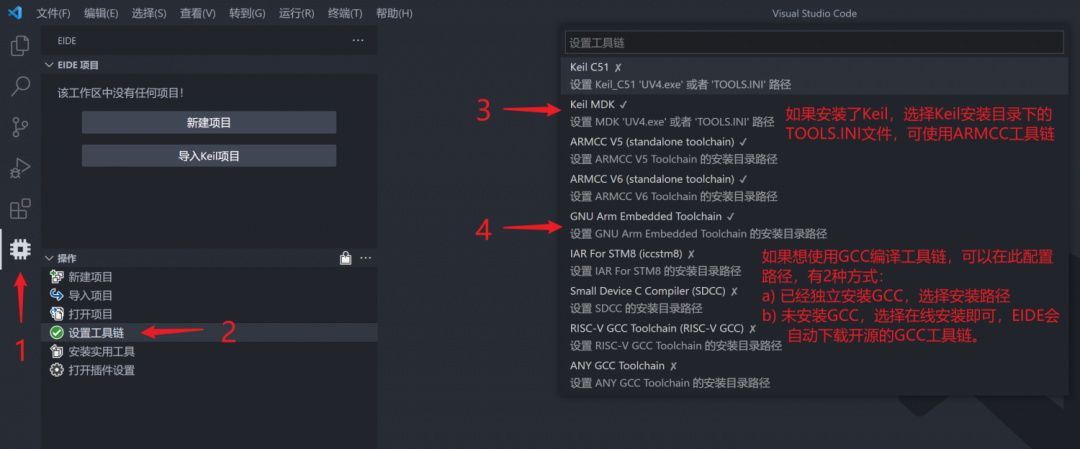 文件(F) 编辑(E) 选择(S) 查看(V) 转到(G) 运行(R) 终端(T) 帮助(H)
Visual Studio Code
EIDE
EIDE 项目
该工作区中没有任何项目!
新建项目
导入Keil项目
操作
新建项目
导入项目
打开项目
设置工具链
安装实用工具
打开插件设置
1
2
设置工具链
Keil C51 ✗
设置 Keil_C51 'UV4.exe' 或者 'TOOLS.INI' 路径
3
Keil MDK ✓
设置 MDK 'UV4.exe' 或者 'TOOLS.INI' 路径
如果安装了Keil，选择Keil安装目录下的
TOOLS.INI文件，可使用ARMCC工具链
ARMCC V5 (standalone toolchain) ✓
设置 ARMCC V5 Toolchain 的安装目录路径
ARMCC V6 (standalone toolchain) ✓
设置 ARMCC V6 Toolchain 的安装目录路径
4
GNU Arm Embedded Toolchain ✓
设置 GNU Arm Embedded Toolchain 的安装目录路径
IAR For STM8 (iccstm8) ✗
设置 IAR For STM8 的安装目录路径
Small Device C Compiler (SDCC) ✗
设置 SDCC 的安装目录路径
RISC-V GCC Toolchain (RISC-V GCC) ✗
设置 RISC-V GCC Toolchain 的安装目录路径
ANY GCC Toolchain ✗
设置 ANY GCC Toolchain 的安装目录路径
如果想使用GCC编译工具链，可以在此配置
路径，有2种方式：
a) 已经独立安装GCC，选择安装路径
b) 未安装GCC，选择在线安装即可，EIDE会
自动下载开源的GCC工具链。